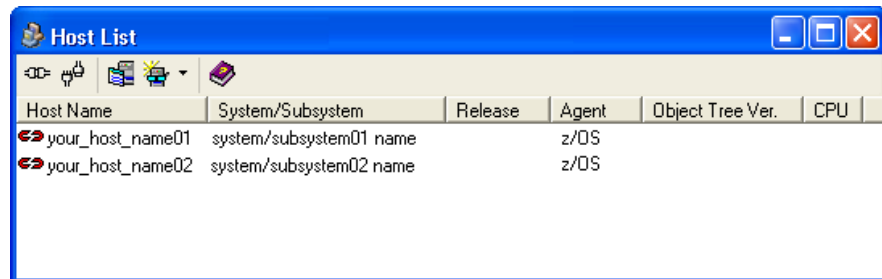 Host List
Host Name System/Subsystem Release Agent Object Tree Ver. CPU
your_host_name01 system/subsystem01 name z/OS
your_host_name02 system/subsystem02 name z/OS